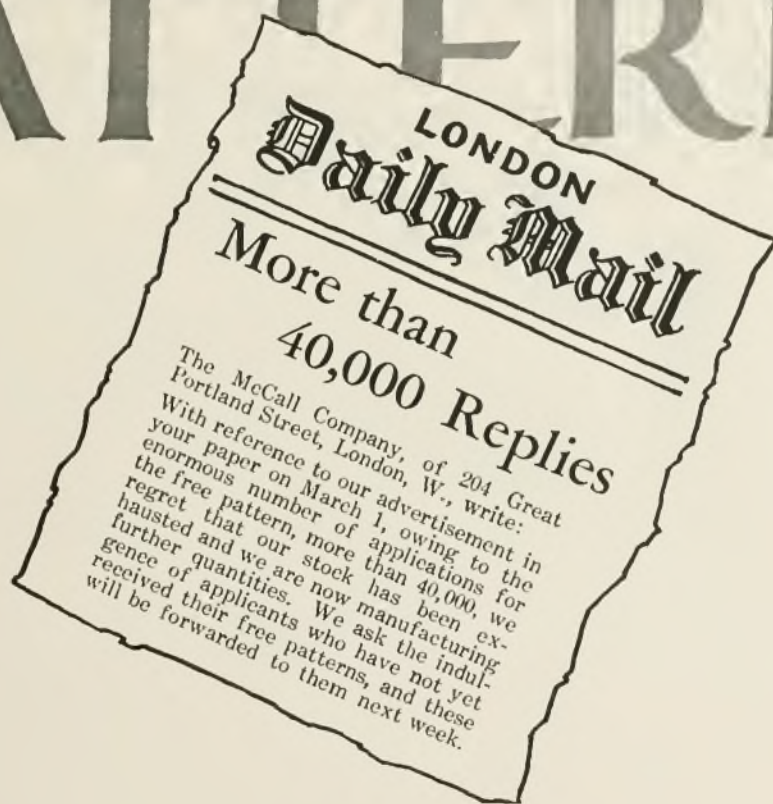 ATTER
LONDON
Daily Mail
More than
40,000 Replies
The McCall Company, of 204 Great
Portland Street, London, W., write:
With reference to our advertisement in
your paper on March 1, owing to the
enormous number of applications for
the free pattern, more than 40,000, we
regret that our stock has been ex-
hausted and we are now manufacturing
further quantities. We ask the indul-
gence of applicants who have not yet
received their free patterns, and these
will be forwarded to them next week.